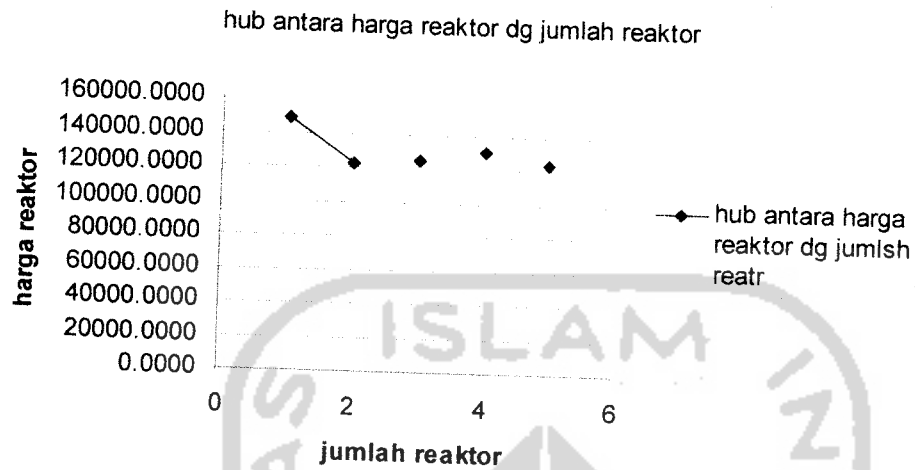 hub antara harga reaktor dg jumlah reaktor
160000.0000
140000.0000
120000.0000
100000.0000
80000.0000
60000.0000
40000.0000
20000.0000
0.0000
harga reaktor
0 2 4 6
jumlah reaktor
hub antara harga
reaktor dg jumlsh
reatr
ISLAM
AS
IN